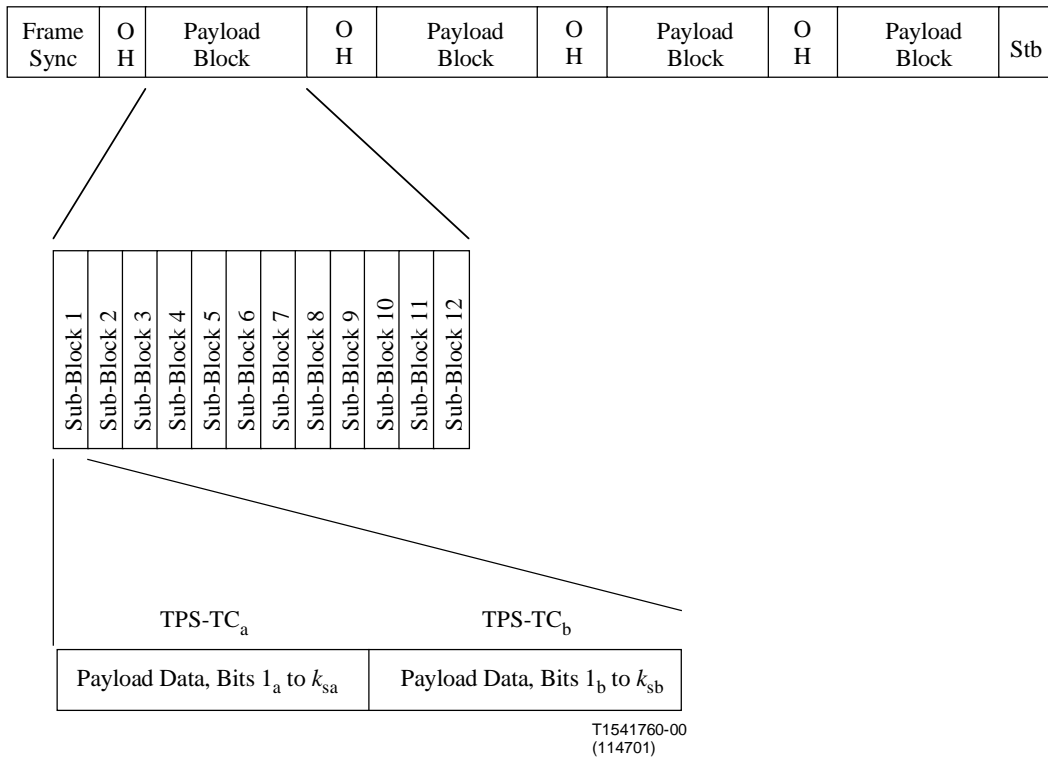 Frame Sync
O H
Payload Block
O H
Payload Block
O H
Payload Block
O H
Payload Block
Stb
Sub-Block 1
Sub-Block 2
Sub-Block 3
Sub-Block 4
Sub-Block 5
Sub-Block 6
Sub-Block 7
Sub-Block 8
Sub-Block 9
Sub-Block 10
Sub-Block 11
Sub-Block 12
TPS-TCa
TPS-TCb
Payload Data, Bits 1a to ksa
Payload Data, Bits 1b to ksb
T1541760-00
(114701)